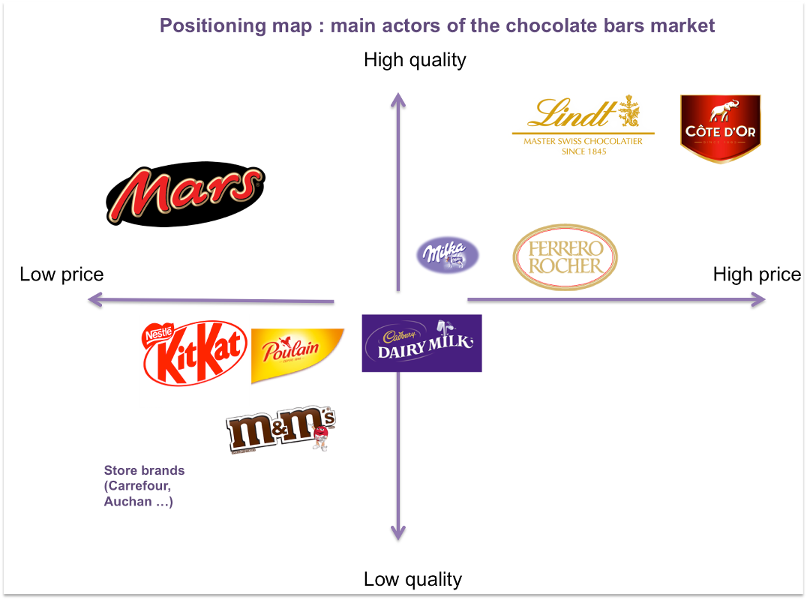 Positioning map : main actors of the chocolate bars market
High quality
Lindt
MASTER SWISS CHOCOLATIER
SINCE 1845
CÔTE D'OR
Mars
Milka
FERRERO
ROCHER
Low price
High price
Nestlé
KitKat
Poulain
Cadbury
DAIRY MILK
m&m's
Store brands
(Carrefour,
Auchan …)
Low quality